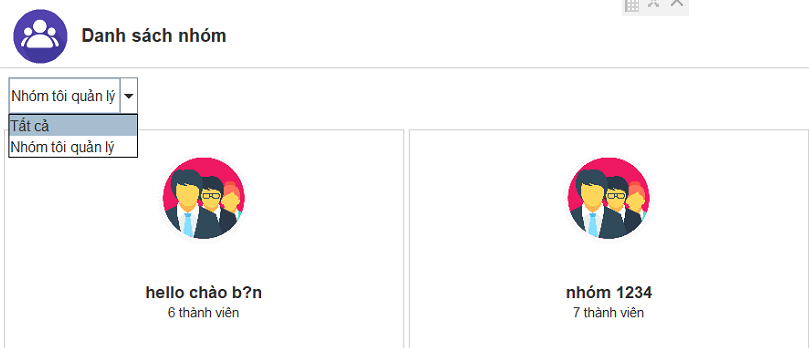 Danh sách nhóm
Nhóm tôi quản lý
Tất cả
Nhóm tôi quản lý
hello chào b?n
6 thành viên
nhóm 1234
7 thành viên